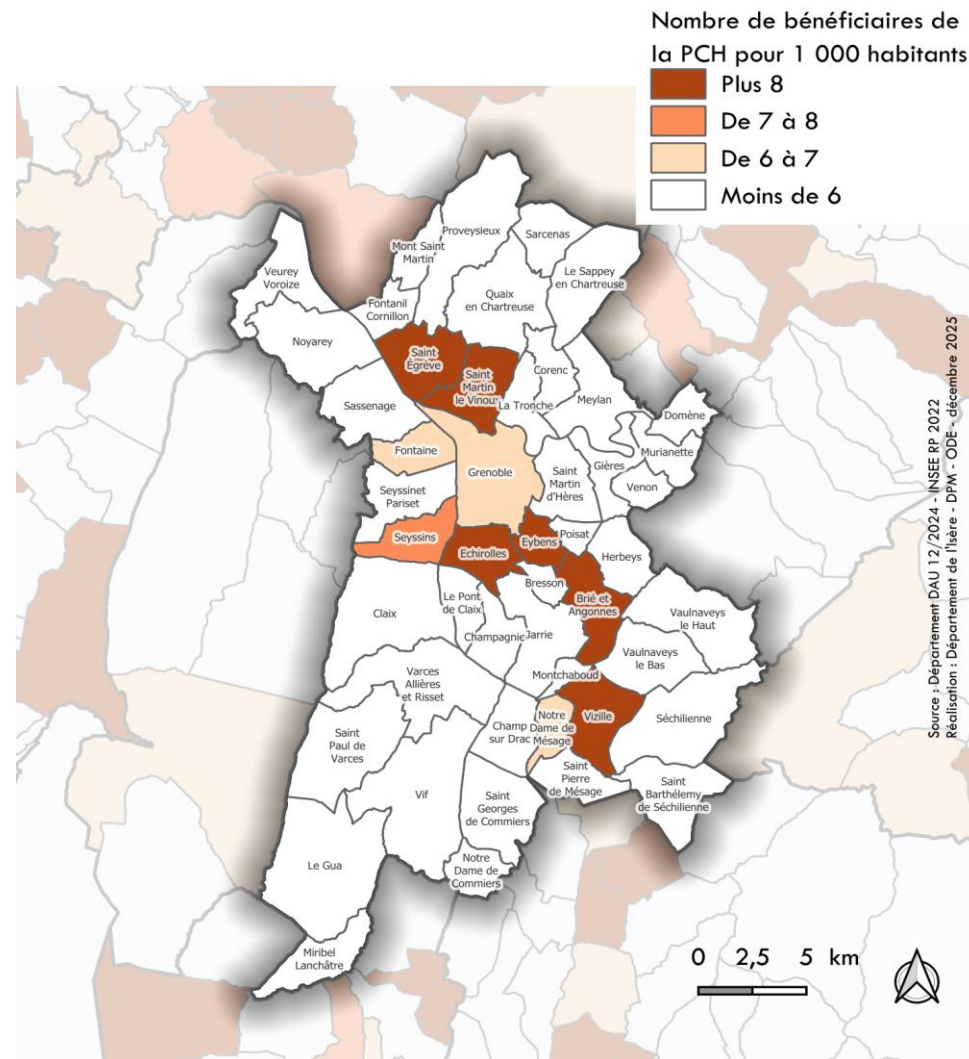 Nombre de bénéficiaires de
la PCH pour 1 000 habitants
Plus 8
De 7 à 8
De 6 à 7
Moins de 6
Proveysieux
Sarcenas
Mont Saint
Martin
Le Sappey
en Chartreuse
Veurey
Voroize
Quaix
en Chartreuse
Fontanil
Cornillon
Noyarey
Saint
Égrève
Saint
Martin
le Vinoux
Corenc
La Tronche
Meylan
Sassenage
Domène
Fontaine
Murianette
Grenoble
Saint
Martin
d'Hères
Gières
Venon
Seyssinet
Pariset
Seyssins
Echirolles
Eybens
Poisat
Herbeys
Bresson
Brié et
Angonnes
Claix
Le Pont
de Claix
Champagnie
Jarrie
Vaulnaveys
le Haut
Vaulnaveys
le Bas
Montchaboud
Varces
Allières
et Risset
Champ
sur Drac
Notre
Dame de
Mésage
Vizille
Séchilienne
Saint
Paul de
Varces
Vif
Saint
Georges
de Commiers
Saint
Pierre
de Mésage
Saint
Barthélemy
de Séchilienne
Le Gua
Notre
Dame de
Commiers
Miribel
Lanchâtre
0 2,5 5 km
Source : Département DAU 12/2024 - INSEE RP 2022
Réalisation : Département de l'Isère - DPM - ODE - décembre 2025